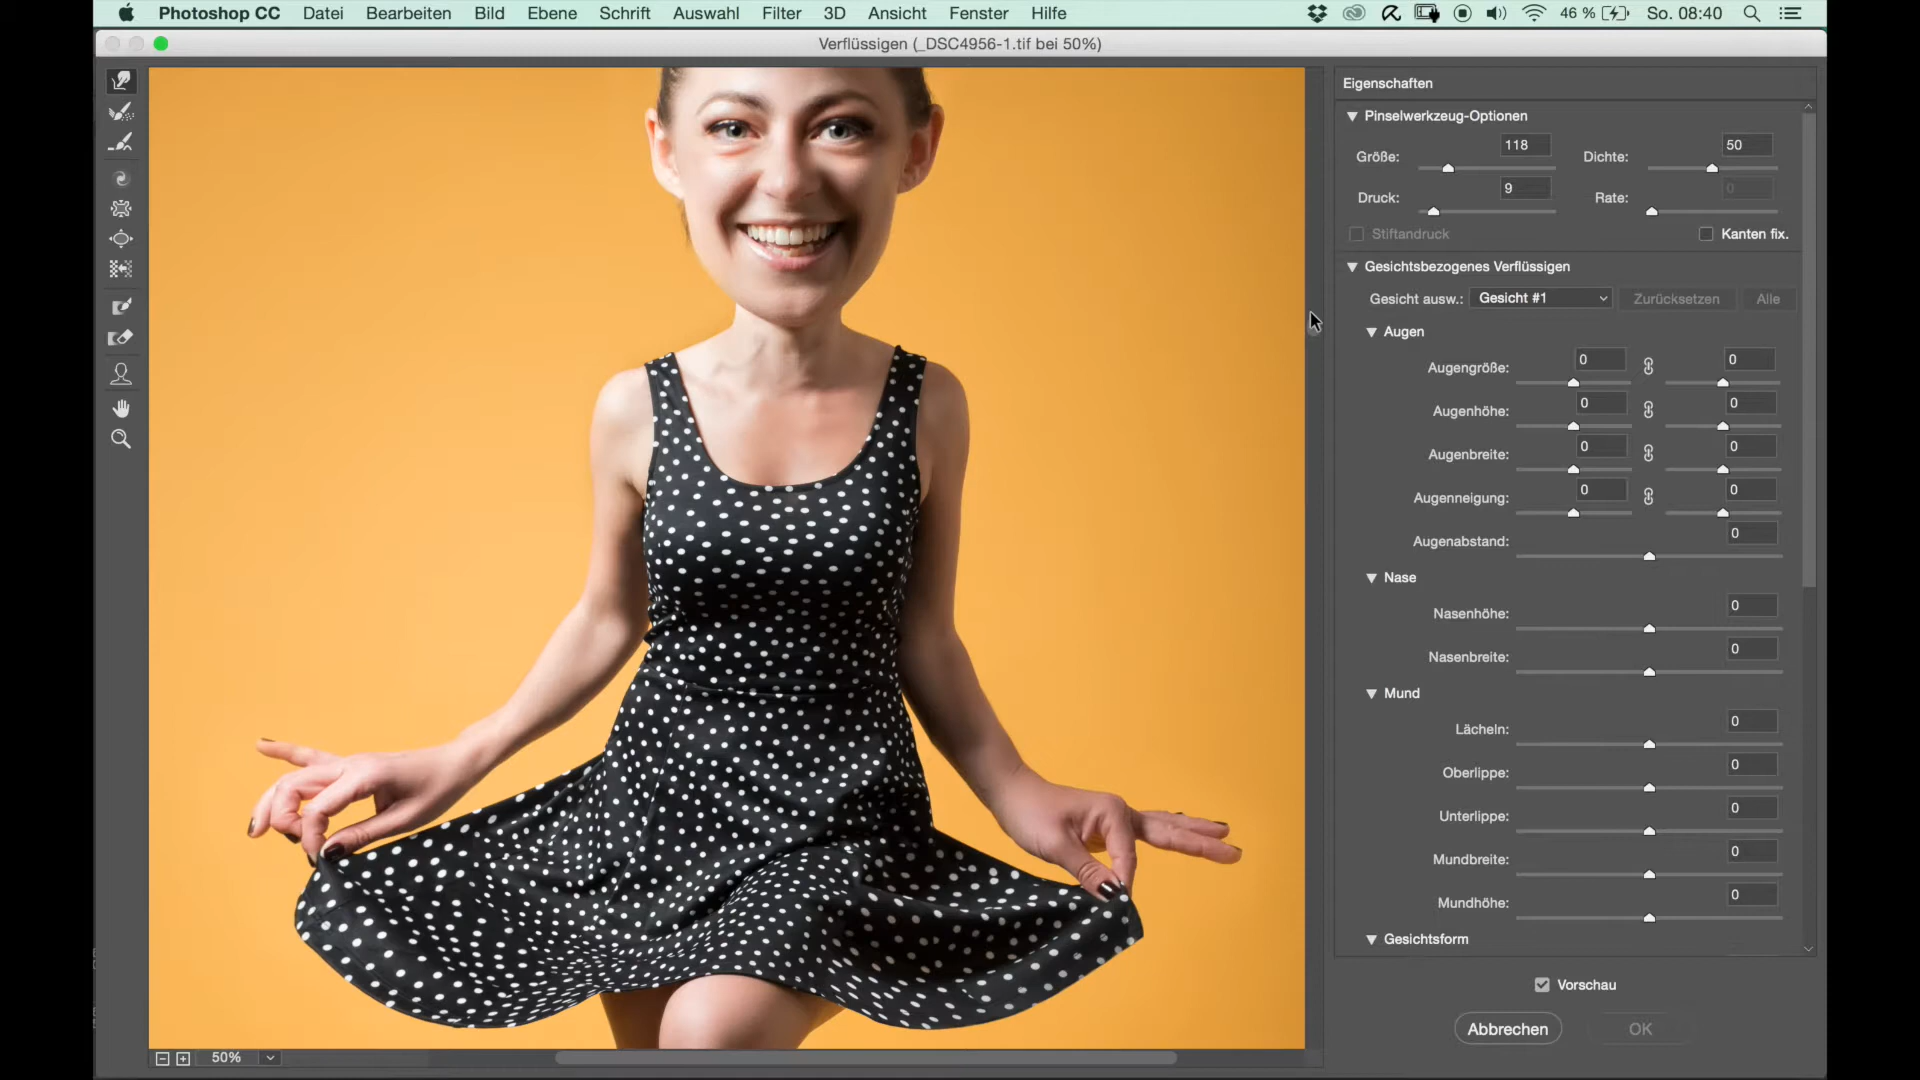 Photoshop CC Datei Bearbeiten Bild Ebene Schrift Auswahl Filter 3D Ansicht Fenster Hilfe 46 % So. 08:40
Verflüssigen (_DSC4956-1.tif bei 50%)
Eigenschaften
Pinselwerkzeug-Optionen
Größe: 118 Dichte: 50
Druck: 9 Rate: 0
Stiftandruck Kanten fix.
Gesichtsbezogenes Verflüssigen
Gesicht ausw.: Gesicht #1 Zurücksetzen Alle
Augen
Augengröße: 0 0
Augenhöhe: 0 0
Augenbreite: 0 0
Augenneigung: 0 0
Augenabstand: 0
Nase
Nasenhöhe: 0
Nasenbreite: 0
Mund
Lächeln: 0
Oberlippe: 0
Unterlippe: 0
Mundbreite: 0
Mundhöhe: 0
Gesichtsform
Vorschau
Abbrechen OK
50%